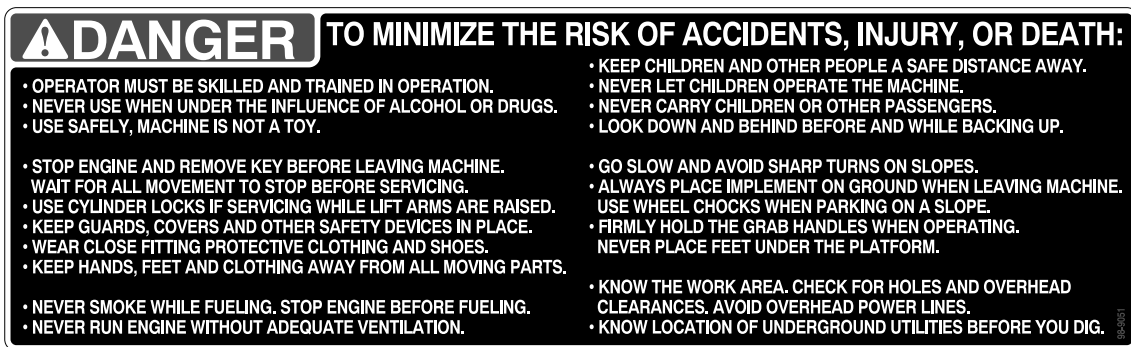 DANGER TO MINIMIZE THE RISK OF ACCIDENTS, INJURY, OR DEATH:
• OPERATOR MUST BE SKILLED AND TRAINED IN OPERATION.
• NEVER USE WHEN UNDER THE INFLUENCE OF ALCOHOL OR DRUGS.
• USE SAFELY, MACHINE IS NOT A TOY.
• STOP ENGINE AND REMOVE KEY BEFORE LEAVING MACHINE.
WAIT FOR ALL MOVEMENT TO STOP BEFORE SERVICING.
• USE CYLINDER LOCKS IF SERVICING WHILE LIFT ARMS ARE RAISED.
• KEEP GUARDS, COVERS AND OTHER SAFETY DEVICES IN PLACE.
• WEAR CLOSE FITTING PROTECTIVE CLOTHING AND SHOES.
• KEEP HANDS, FEET AND CLOTHING AWAY FROM ALL MOVING PARTS.
• NEVER SMOKE WHILE FUELING. STOP ENGINE BEFORE FUELING.
• NEVER RUN ENGINE WITHOUT ADEQUATE VENTILATION.
• KEEP CHILDREN AND OTHER PEOPLE A SAFE DISTANCE AWAY.
• NEVER LET CHILDREN OPERATE THE MACHINE.
• NEVER CARRY CHILDREN OR OTHER PASSENGERS.
• LOOK DOWN AND BEHIND BEFORE AND WHILE BACKING UP.
• GO SLOW AND AVOID SHARP TURNS ON SLOPES.
• ALWAYS PLACE IMPLEMENT ON GROUND WHEN LEAVING MACHINE.
USE WHEEL CHOCKS WHEN PARKING ON A SLOPE.
• FIRMLY HOLD THE GRAB HANDLES WHEN OPERATING.
NEVER PLACE FEET UNDER THE PLATFORM.
• KNOW THE WORK AREA. CHECK FOR HOLES AND OVERHEAD
CLEARANCES. AVOID OVERHEAD POWER LINES.
• KNOW LOCATION OF UNDERGROUND UTILITIES BEFORE YOU DIG.
98-9051